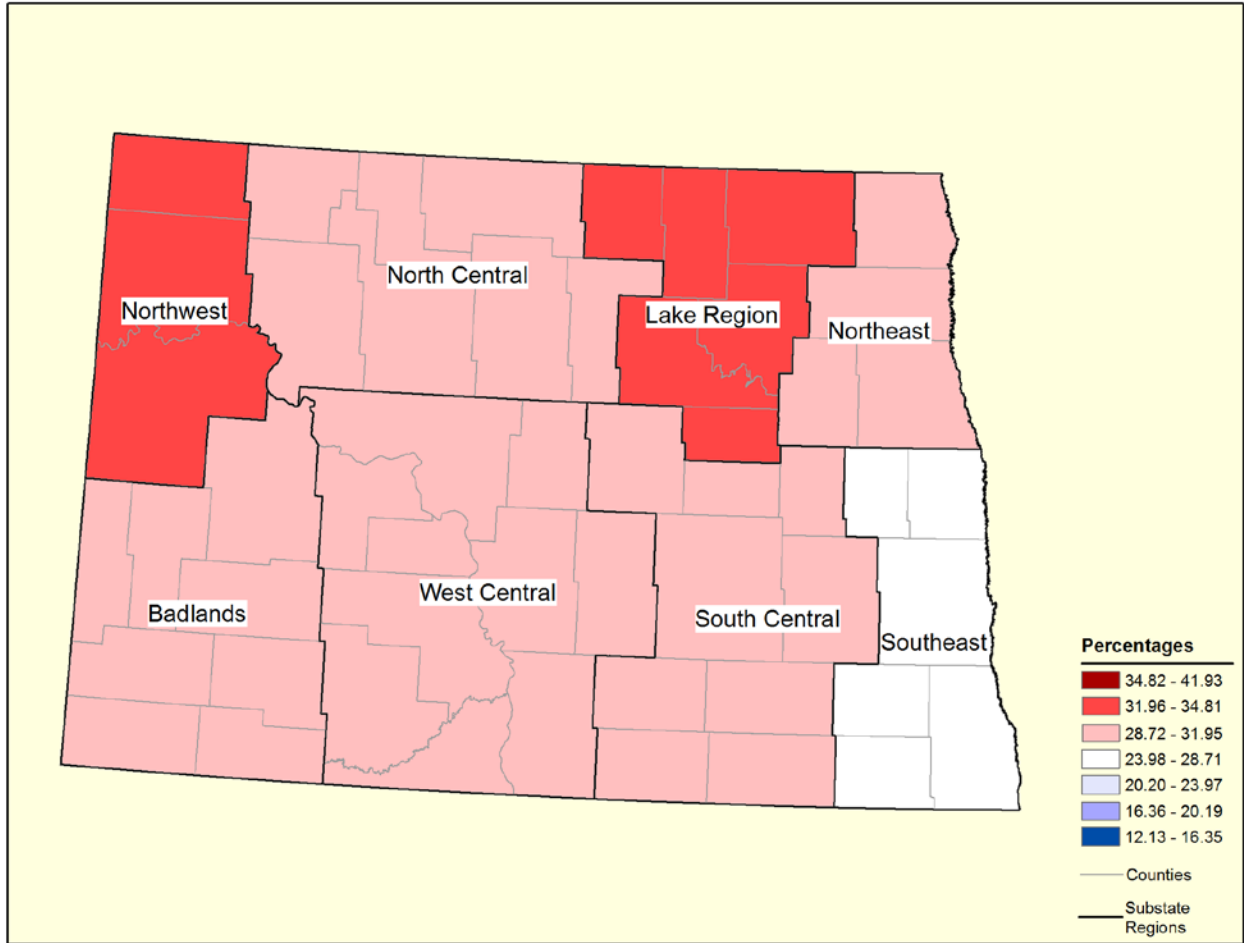 North Central
Northwest
Lake Region
Northeast
West Central
Badlands
South Central
Southeast
Percentages
34.82 - 41.93
31.96 - 34.81
28.72 - 31.95
23.98 - 28.71
20.20 - 23.97
16.36 - 20.19
12.13 - 16.35
Counties
Substate
Regions